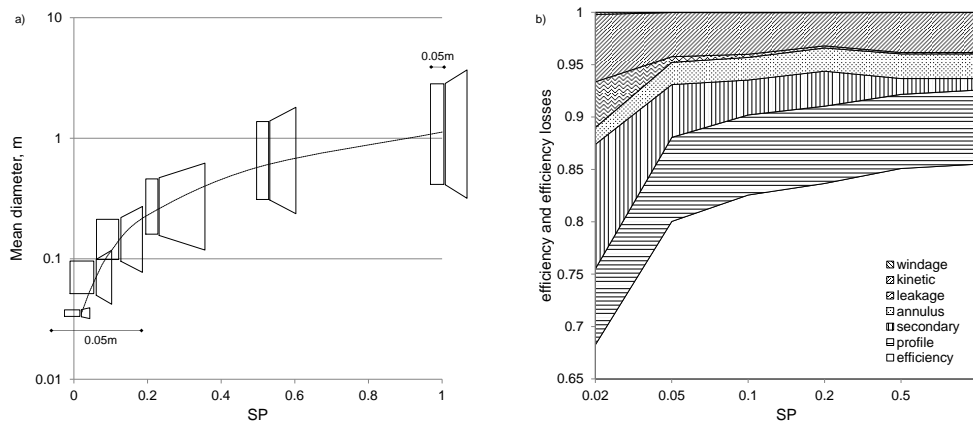 a)
10
1
0.1
0.01
Mean diameter, m
0.05m
0.05m
0
0.2
0.4
0.6
0.8
1
SP
b)
1
0.95
0.9
0.85
0.8
0.75
0.7
0.65
efficiency and efficiency losses
windage
kinetic
leakage
annulus
secondary
profile
efficiency
0.02
0.05
0.1
0.2
0.5
SP